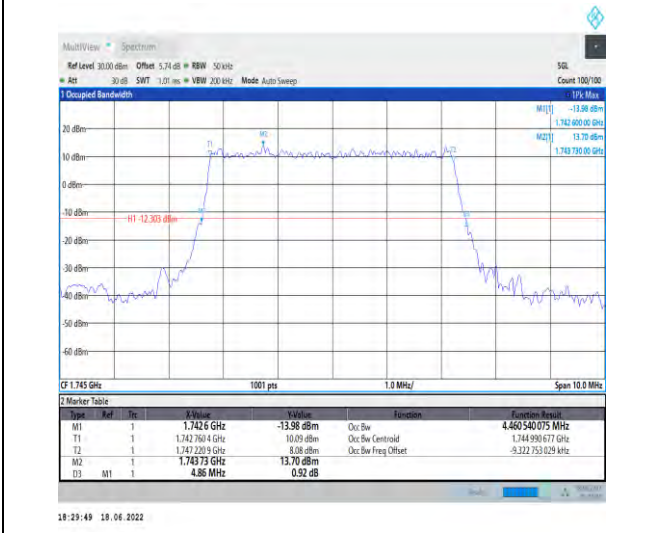 MultiView Spectrum
Ref Level 30.00 dBm Offset 5.74 dB RBW 50 kHz SGL
Att 30 dB SWT 1.01 ms VBW 200 kHz Mode Auto Sweep Count 100/100
1 Occupied Bandwidth 1Pk Max
M1[1] -13.98 dBm
1.742 600 00 GHz
M2[1] 13.70 dBm
1.743 730 00 GHz
20 dBm
M2
T1
T2
10 dBm
0 dBm
-10 dBm
H1 -12.303 dBm
-20 dBm
-30 dBm
-40 dBm
-50 dBm
-60 dBm
CF 1.745 GHz 1001 pts 1.0 MHz/ Span 10.0 MHz
2 Marker Table
Type Ref Trc X-Value Y-Value Function Function Result
M1 1 1.742 6 GHz -13.98 dBm Occ Bw 4.460 540 075 MHz
T1 1 1.742 760 4 GHz 10.09 dBm Occ Bw Centroid 1.744 990 677 GHz
T2 1 1.747 220 9 GHz 8.08 dBm Occ Bw Freq Offset -9.322 753 029 kHz
M2 1 1.743 73 GHz 13.70 dBm
D3 M1 1 4.86 MHz 0.92 dB
18:29:49 18.06.2022